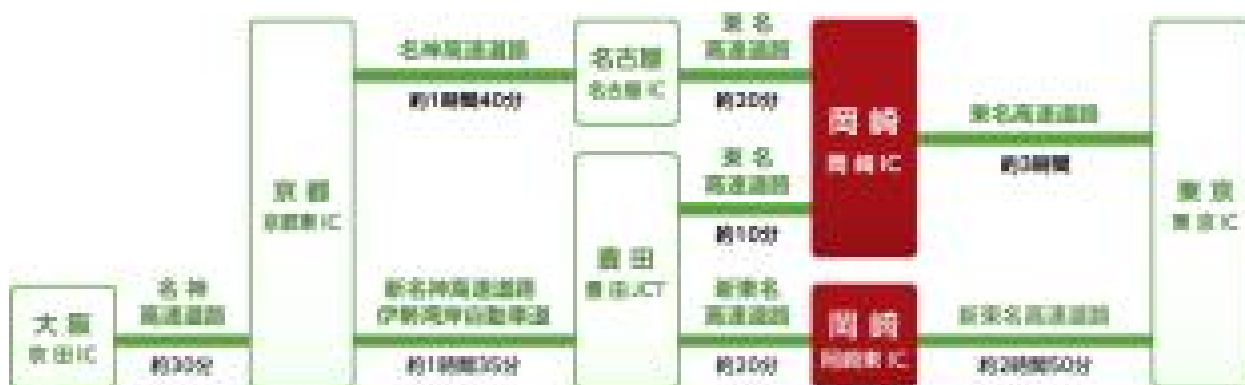 大阪
吹田IC
名神
高速道路
約30分
京都
京都東IC
名神高速道路
約1時間40分
新名神高速道路
伊勢湾岸自動車道
約1時間35分
名古屋
名古屋IC
豊田
豊田JCT
東名
高速道路
約20分
東名
高速道路
約10分
新東名
高速道路
約20分
岡崎
岡崎IC
岡崎
岡崎東IC
東名高速道路
約3時間
新東名高速道路
約2時間50分
東京
東京IC